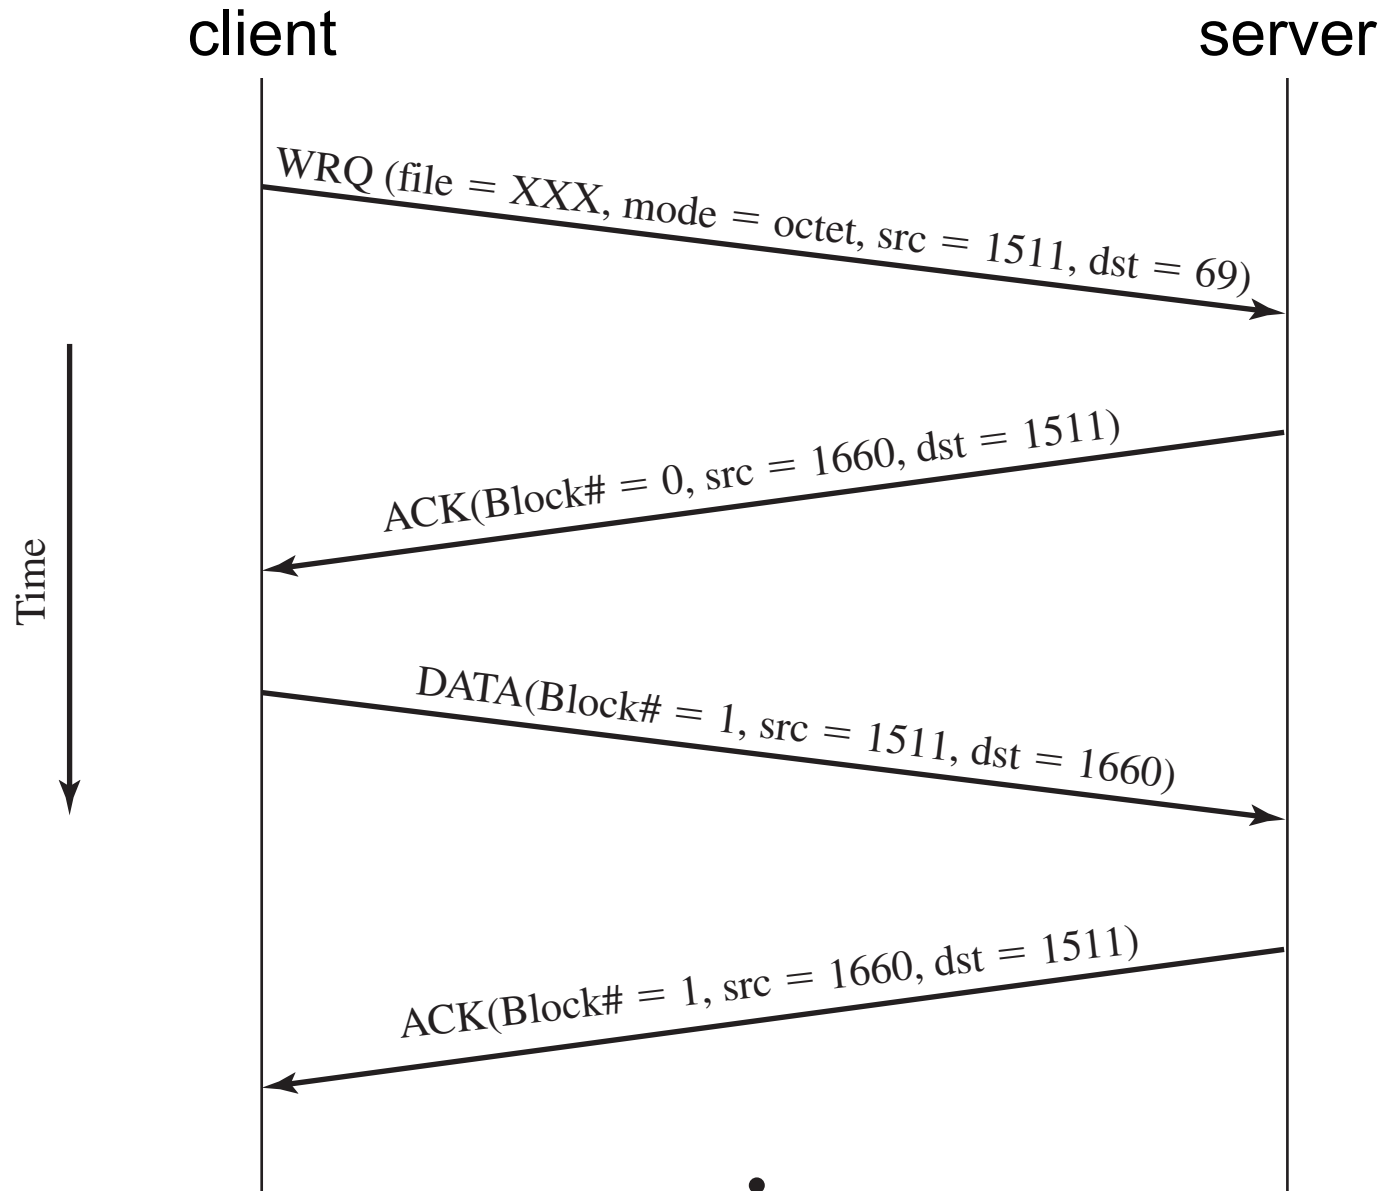 client
server
WRQ (file = XXX, mode = octet, src = 1511, dst = 69)
ACK(Block# = 0, src = 1660, dst = 1511)
Time
DATA(Block# = 1, src = 1511, dst = 1660)
ACK(Block# = 1, src = 1660, dst = 1511)